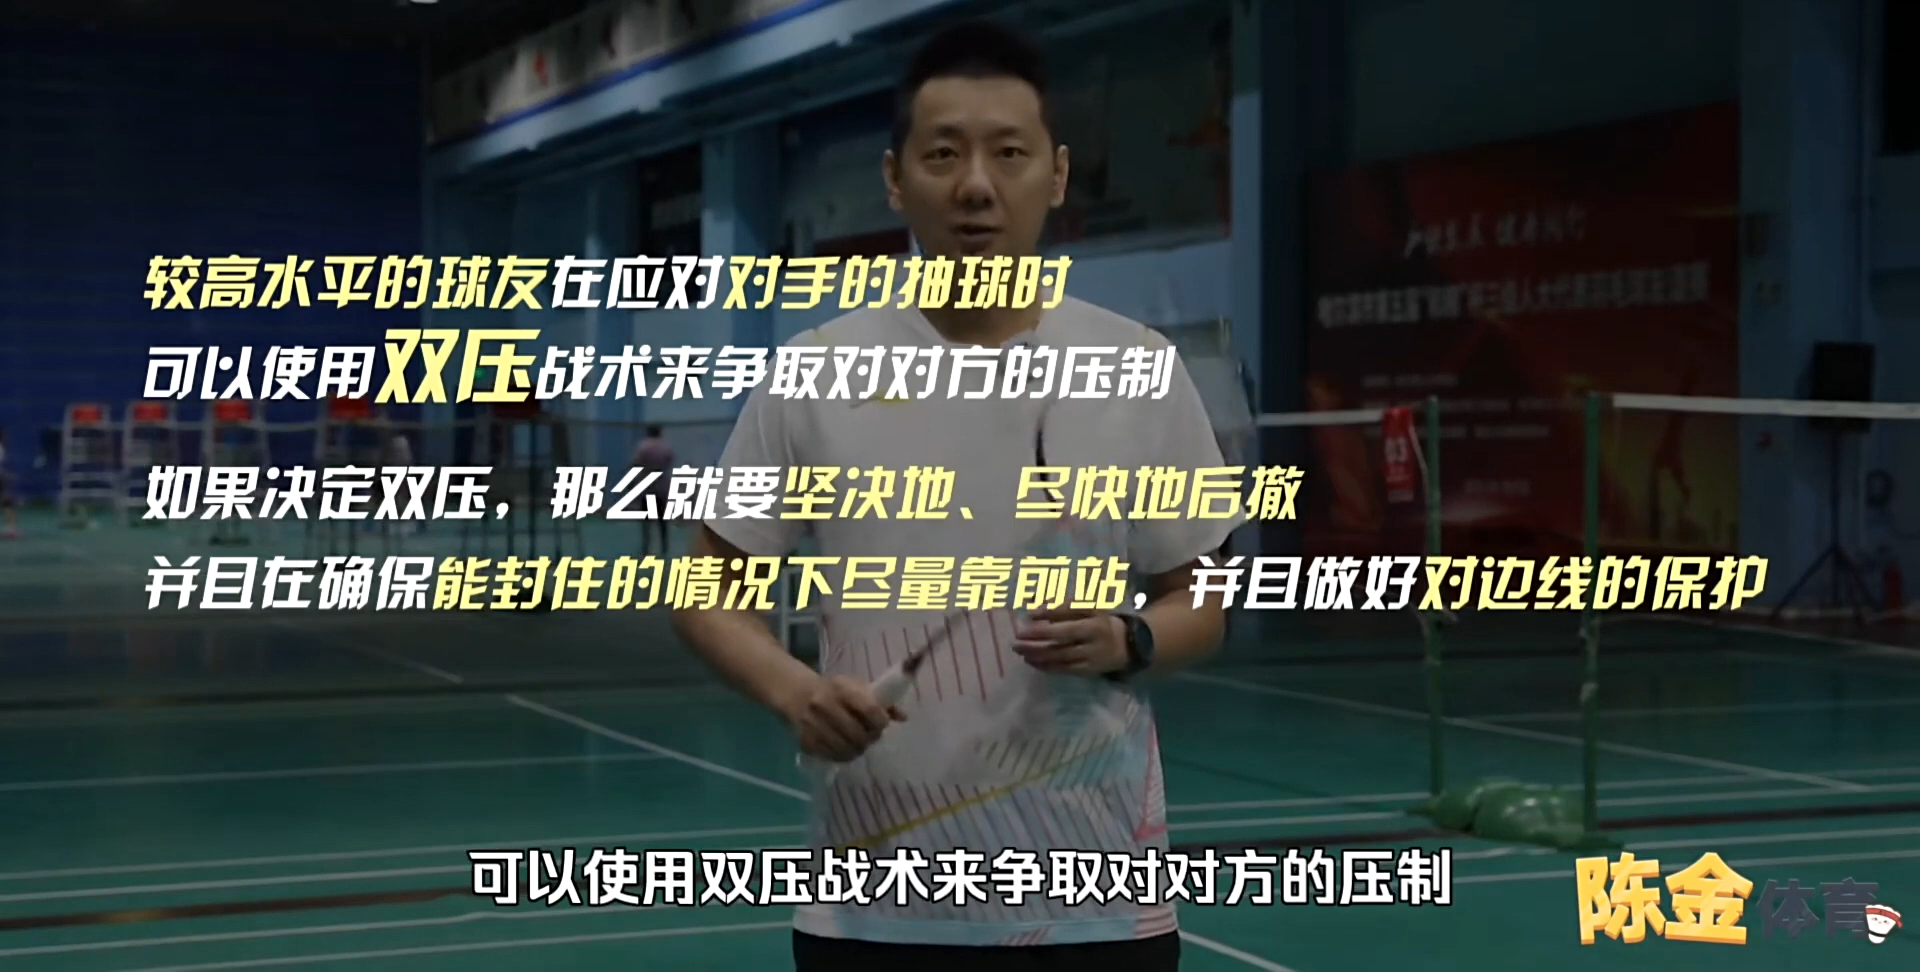 较高水平的球友在应对对手的抽球时
可以使用双压战术来争取对对方的压制
如果决定双压，那么就要坚决地、尽快地后撤
并且在确保能封住的情况下尽量靠前站，并且做好对边线的保护
03
可以使用双压战术来争取对对方的压制
陈金体育